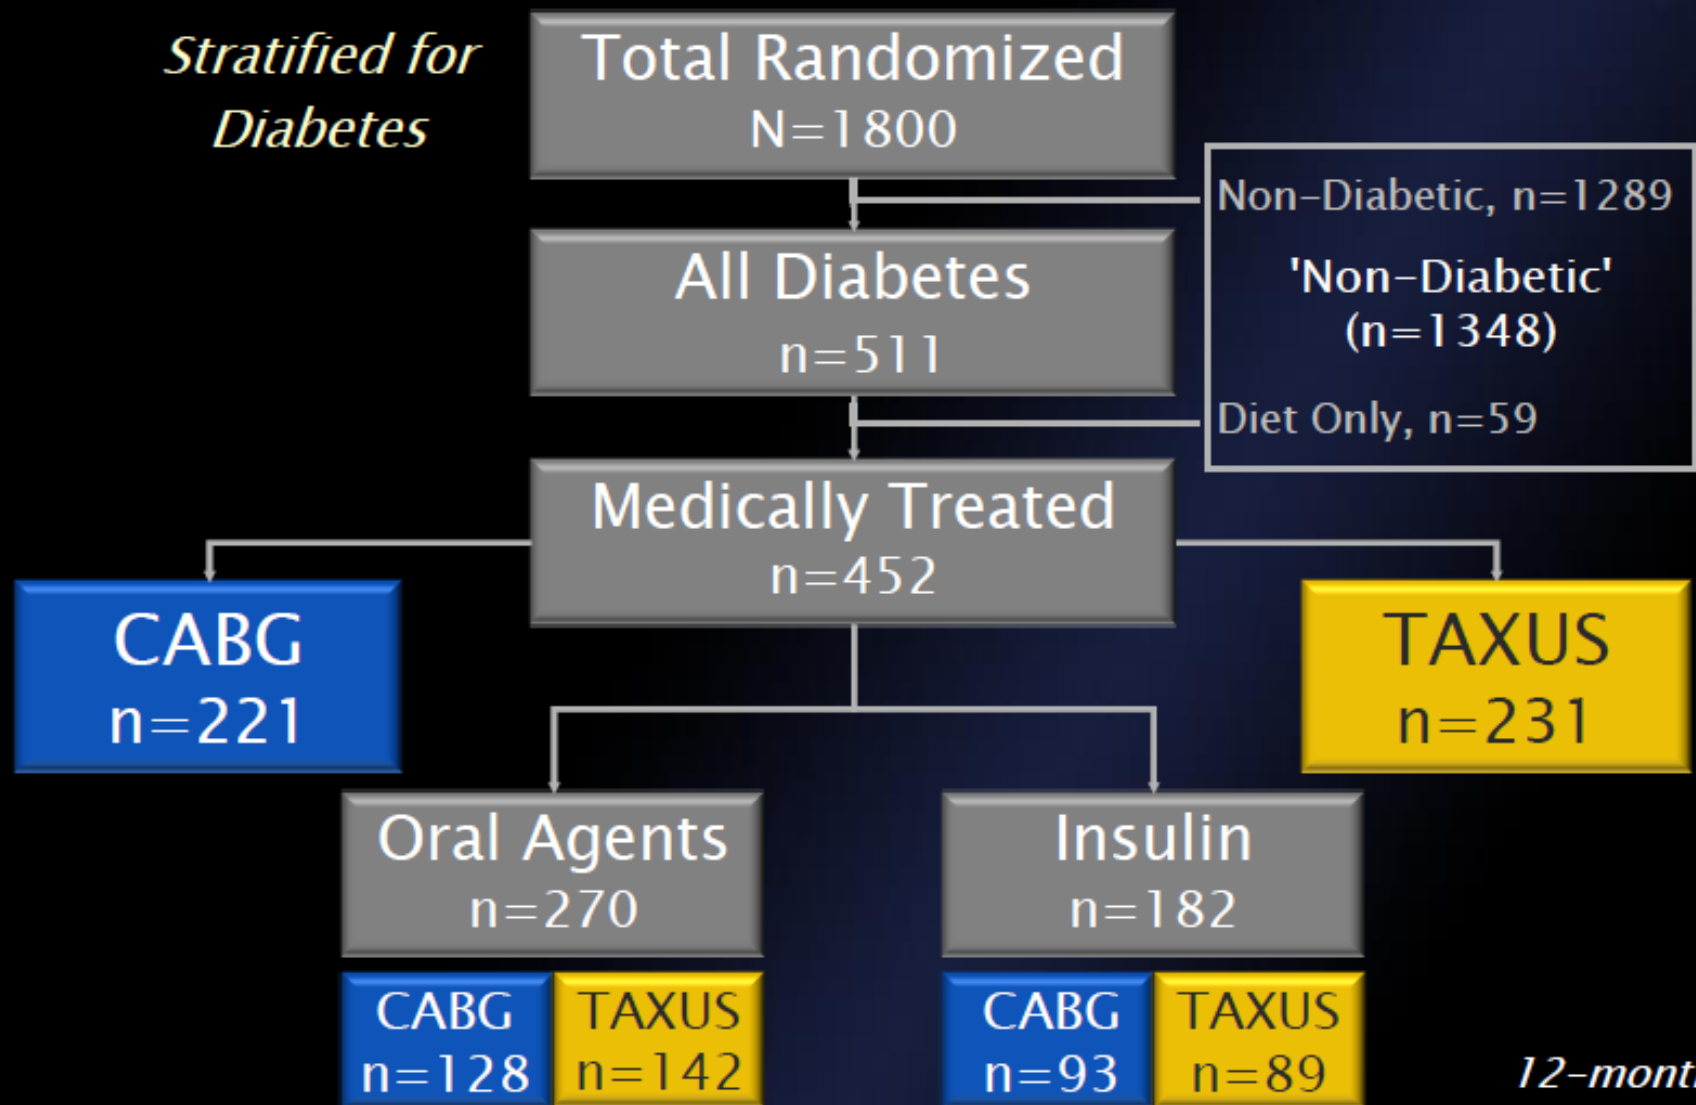 Stratified for
Diabetes
Total Randomized
N=1800
Non-Diabetic, n=1289
'Non-Diabetic'
(n=1348)
Diet Only, n=59
All Diabetes
n=511
Medically Treated
n=452
CABG
n=221
TAXUS
n=231
Oral Agents
n=270
Insulin
n=182
CABG
n=128
TAXUS
n=142
CABG
n=93
TAXUS
n=89